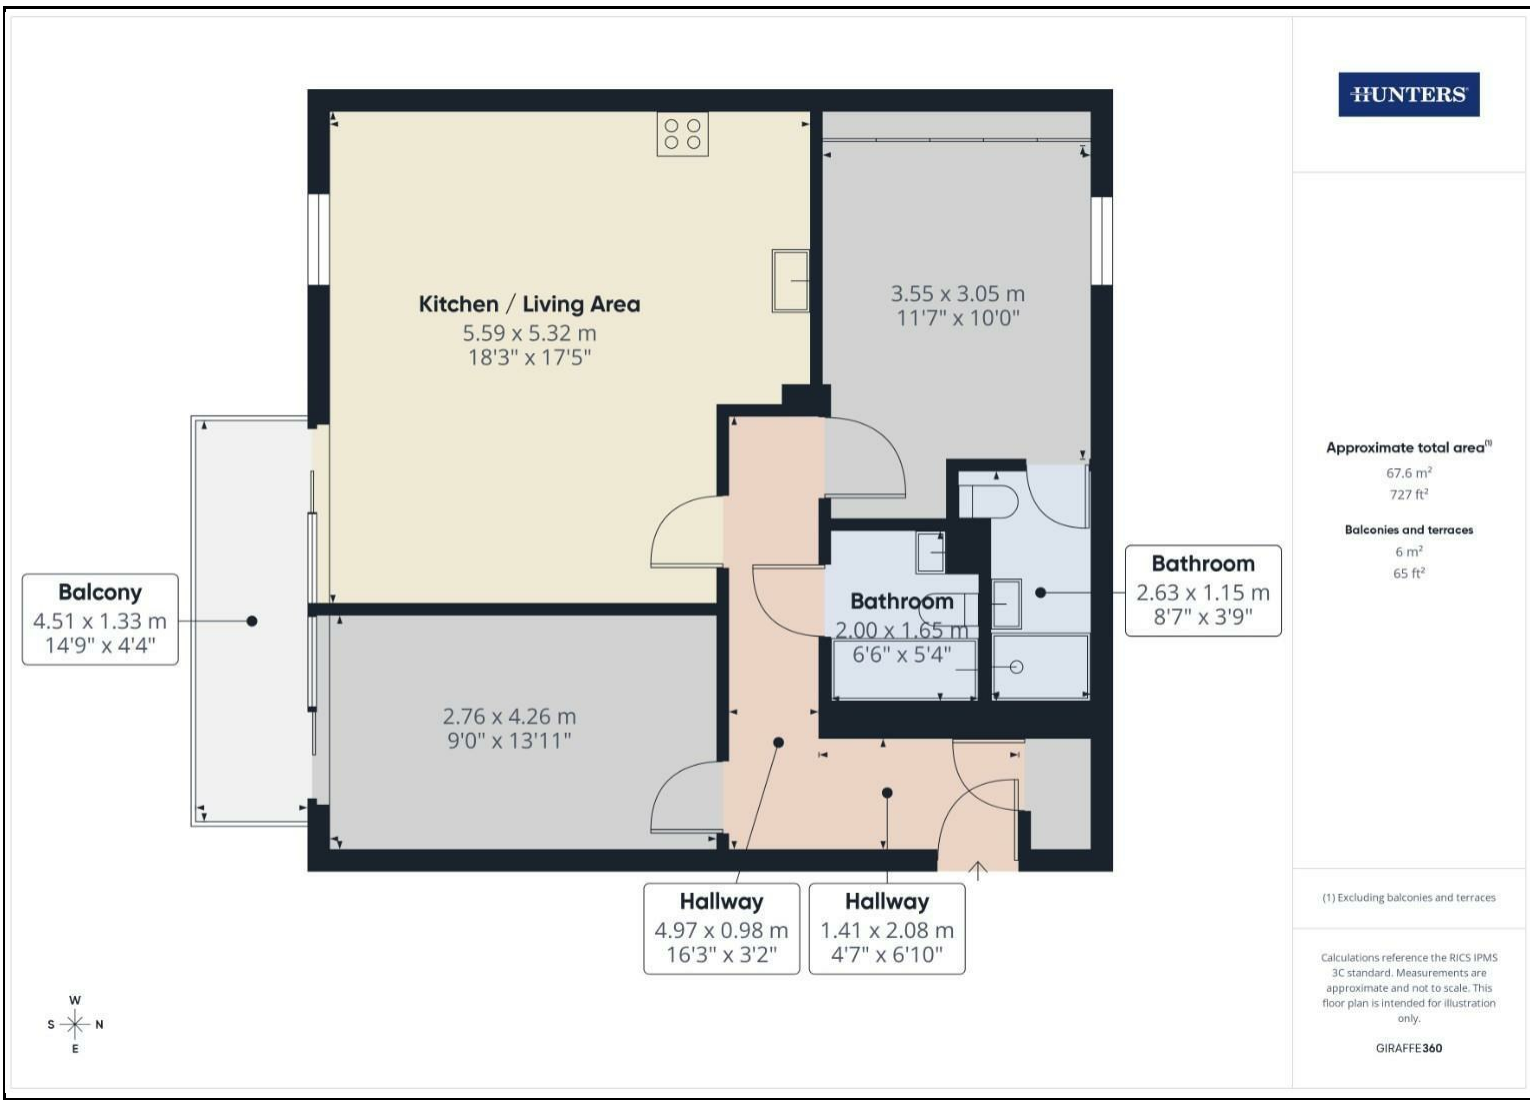 HUNTERS
Kitchen / Living Area
5.59 x 5.32 m
18'3" x 17'5"
3.55 x 3.05 m
11'7" x 10'0"
Balcony
4.51 x 1.33 m
14'9" x 4'4"
Bathroom
2.00 x 1.65 m
6'6" x 5'4"
Bathroom
2.63 x 1.15 m
8'7" x 3'9"
2.76 x 4.26 m
9'0" x 13'11"
Hallway
4.97 x 0.98 m
16'3" x 3'2"
Hallway
1.41 x 2.08 m
4'7" x 6'10"
W
S N
E
Approximate total area(1)
67.6 m²
727 ft²
Balconies and terraces
6 m²
65 ft²
(1) Excluding balconies and terraces
Calculations reference the RICS IPMS
3C standard. Measurements are
approximate and not to scale. This
floor plan is intended for illustration
only.
GIRAFFE360